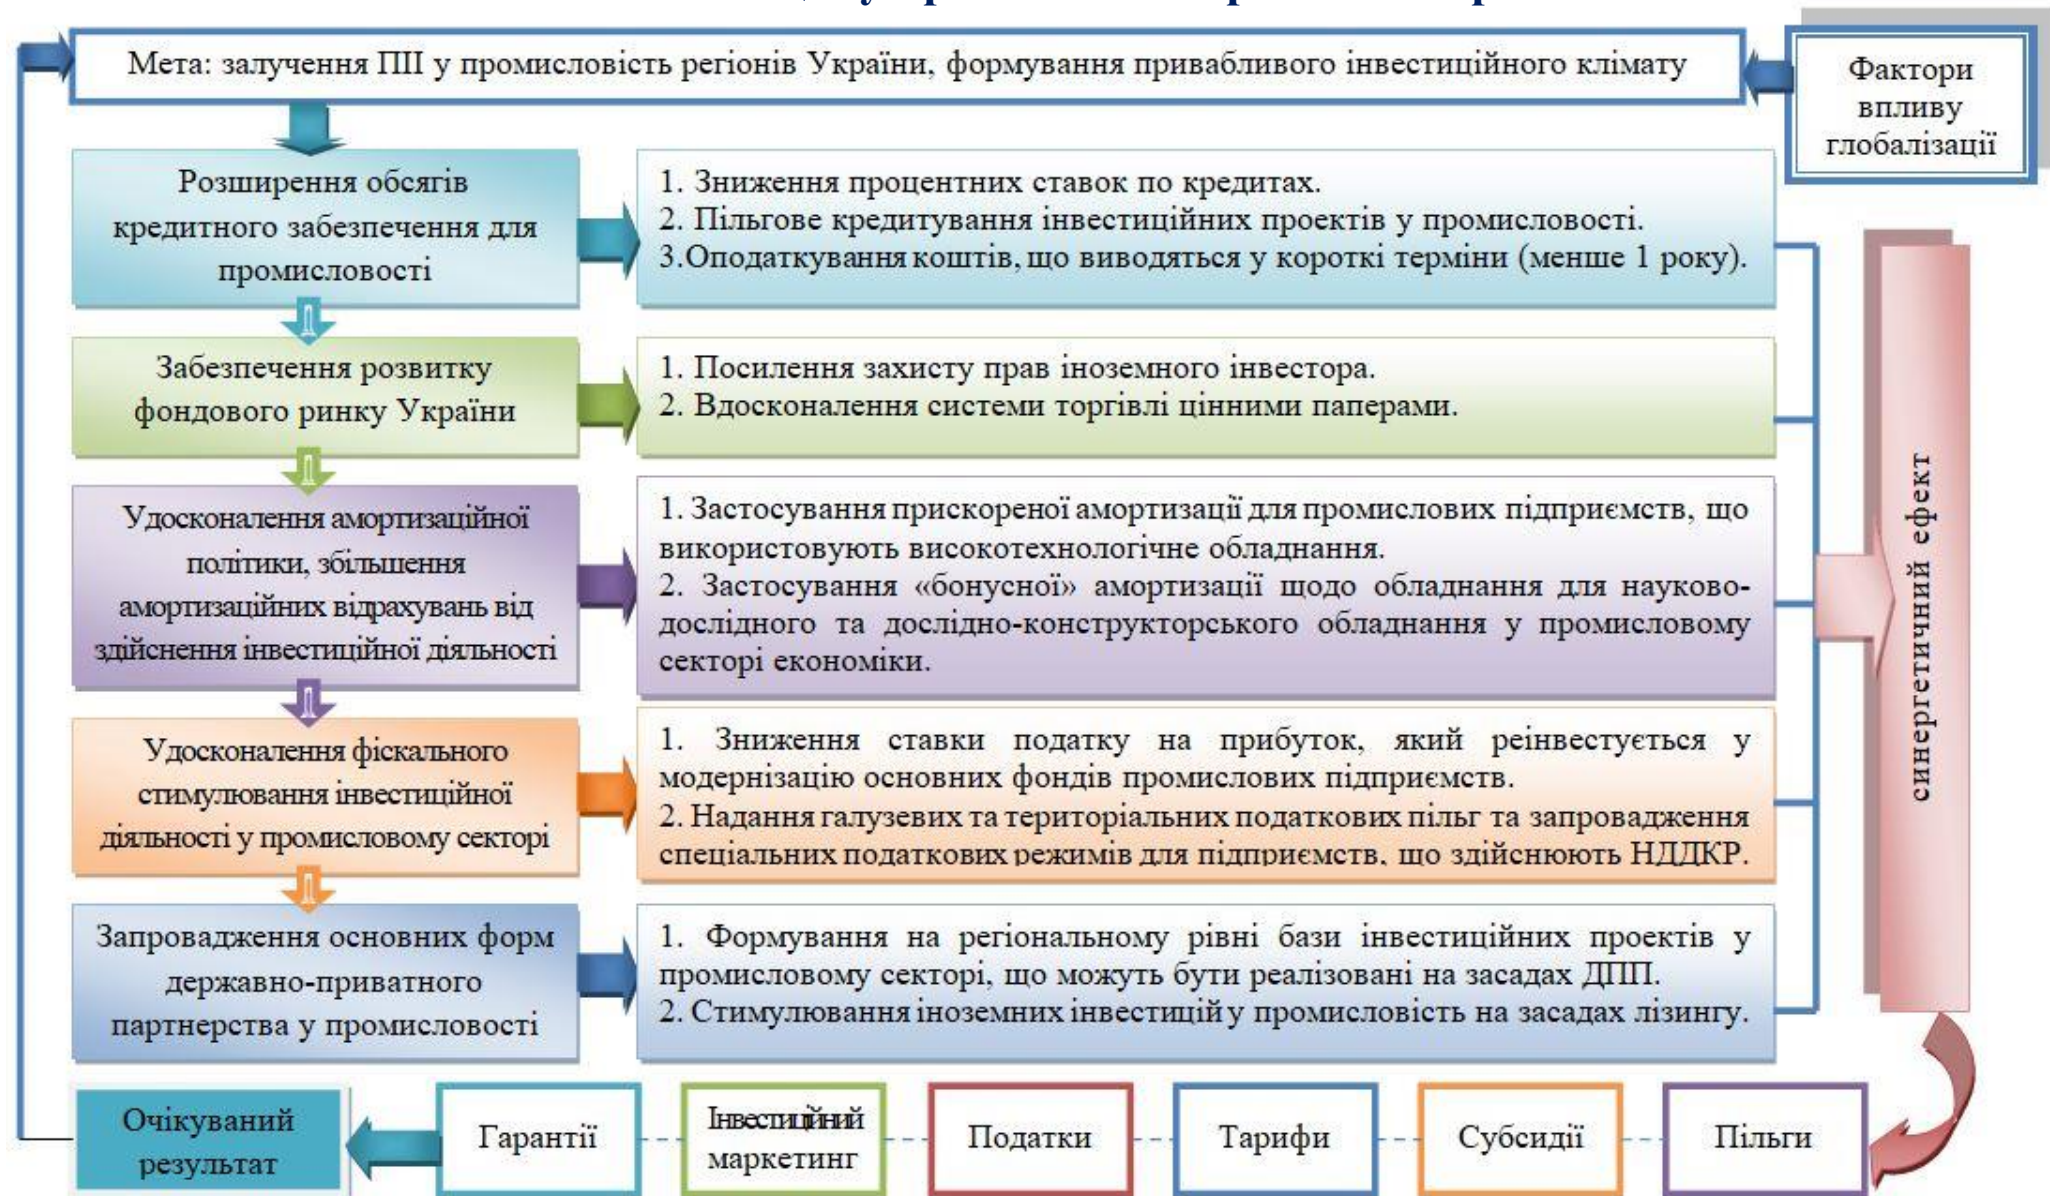 Мета: залучення ПІІ у промисловість регіонів України, формування привабливого інвестиційного клімату
Фактори
впливу
глобалізації
Розширення обсягів
кредитного забезпечення для
промисловості
1. Зниження процентних ставок по кредитах.
2. Пільгове кредитування інвестиційних проектів у промисловості.
3.Оподаткування коштів, що виводяться у короткі терміни (менше 1 року).
Забезпечення розвитку
фондового ринку України
1. Посилення захисту прав іноземного інвестора.
2. Вдосконалення системи торгівлі цінними паперами.
Удосконалення амортизаційної
політики, збільшення
амортизаційних відрахувань від
здійснення інвестиційної діяльності
1. Застосування прискореної амортизації для промислових підприємств, що
використовують високотехнологічне обладнання.
2. Застосування «бонусної» амортизації щодо обладнання для науково-
дослідного та дослідно-конструкторського обладнання у промисловому
секторі економіки.
Удосконалення фіскального
стимулювання інвестиційної
діяльності у промисловому секторі
1. Зниження ставки податку на прибуток, який реінвестується у
модернізацію основних фондів промислових підприємств.
2. Надання галузевих та територіальних податкових пільг та запровадження
спеціальних податкових режимів для підприємств, що здійснюють НДДКР.
Запровадження основних форм
державно-приватного
партнерства у промисловості
1. Формування на регіональному рівні бази інвестиційних проектів у
промисловому секторі, що можуть бути реалізовані на засадах ДПП.
2. Стимулювання іноземних інвестицій у промисловість на засадах лізингу.
синергетичний ефект
Очікуваний
результат
Гарантії
Інвестиційний
маркетинг
Податки
Тарифи
Субсидії
Пільги